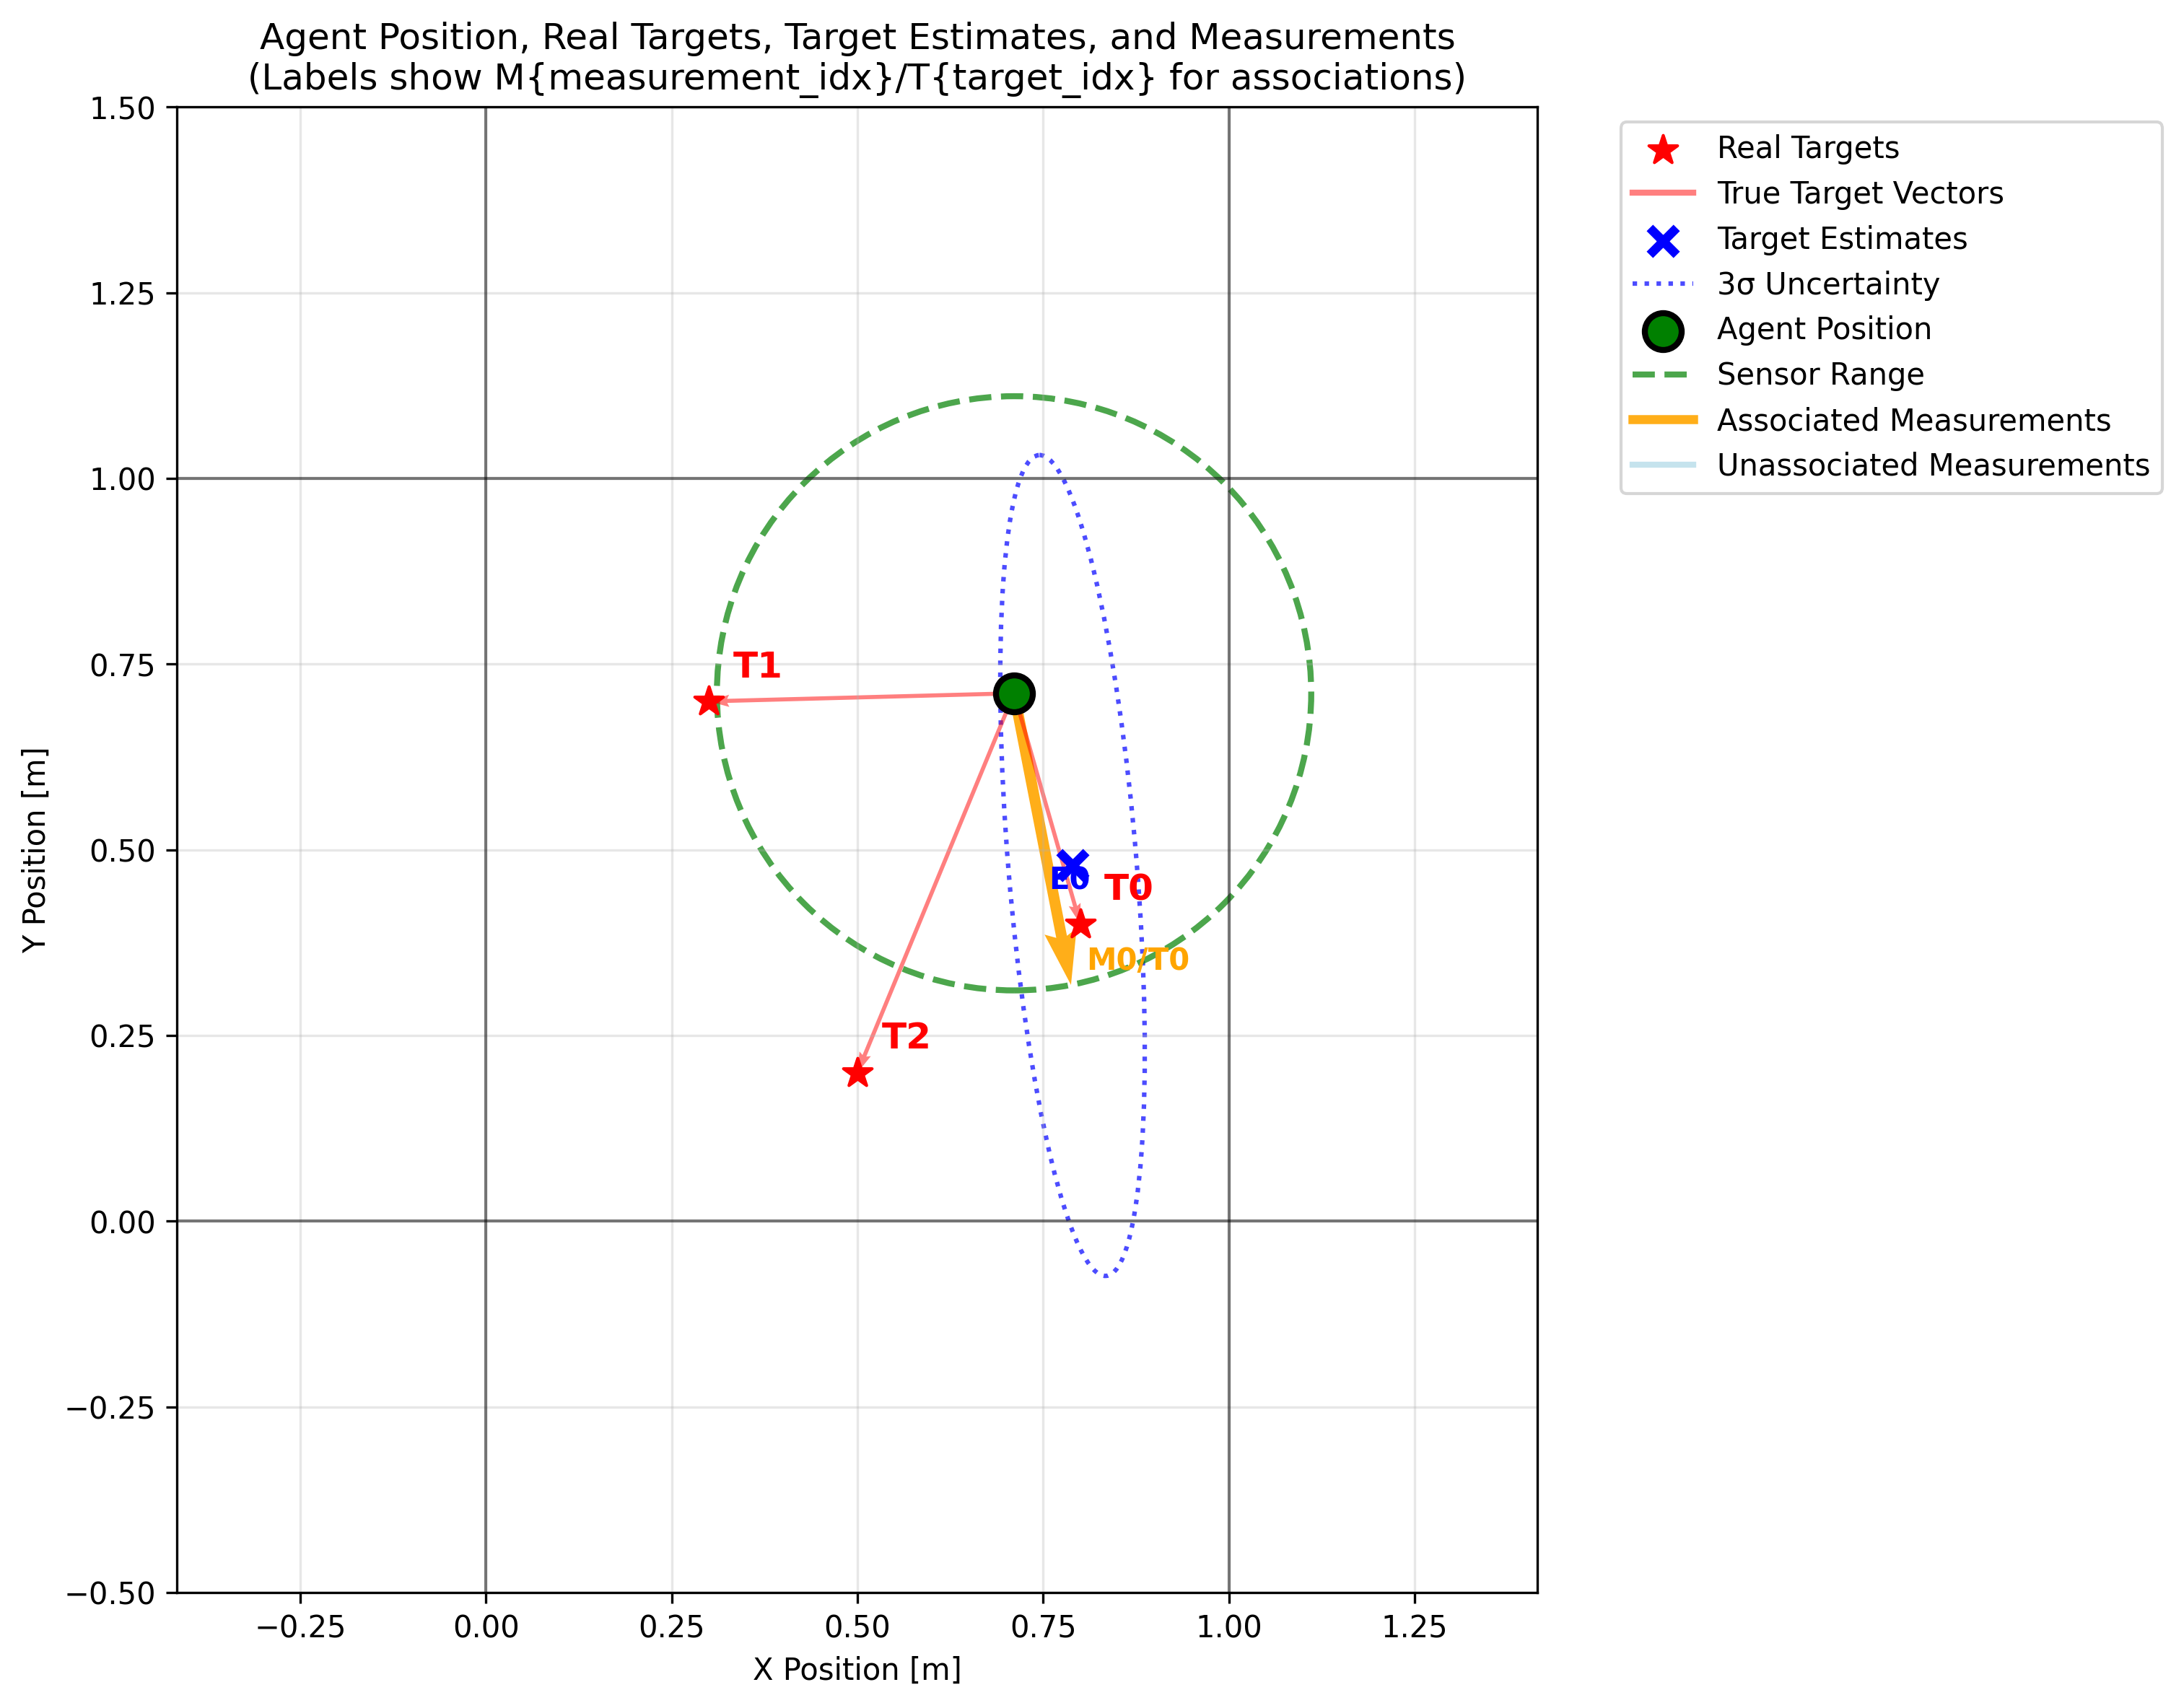 Agent Position, Real Targets, Target Estimates, and Measurements
(Labels show M{measurement_idx}/T{target_idx} for associations)
1.50
1.25
1.00
0.75
0.50
0.25
0.00
−0.25
−0.50
Y Position [m]
−0.25
0.00
0.25
0.50
0.75
1.00
1.25
X Position [m]
T1
E0
T0
M0/T0
T2
Real Targets
True Target Vectors
Target Estimates
3σ Uncertainty
Agent Position
Sensor Range
Associated Measurements
Unassociated Measurements